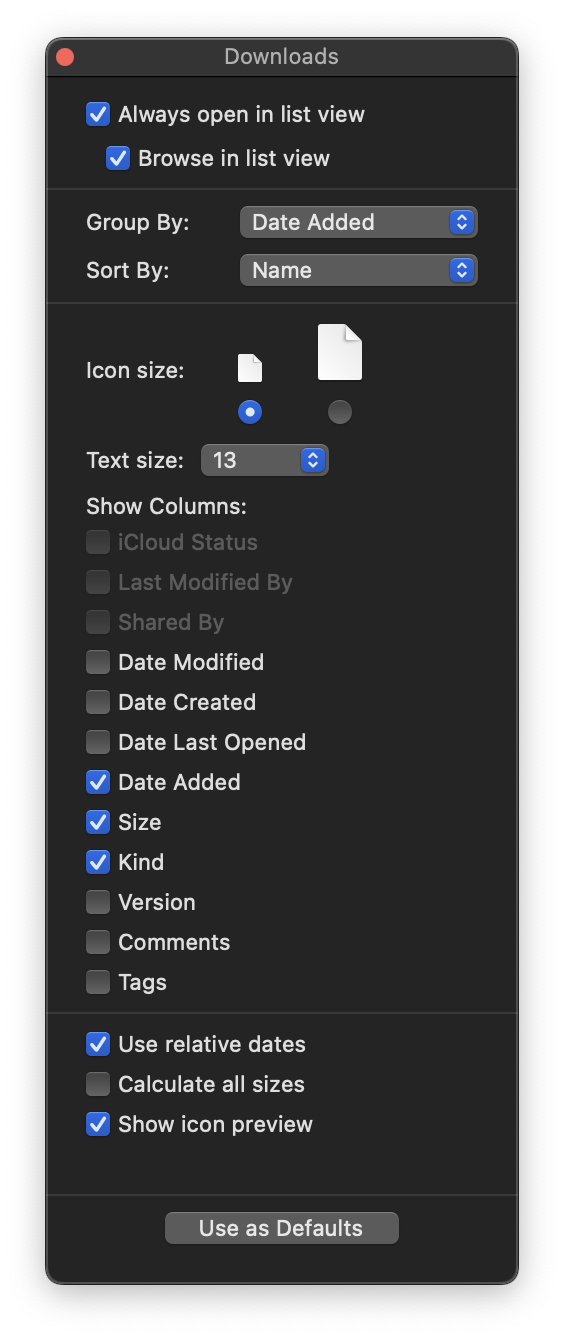 Downloads
Always open in list view
Browse in list view
Group By: Date Added
Sort By: Name
Icon size:
Text size: 13
Show Columns:
iCloud Status
Last Modified By
Shared By
Date Modified
Date Created
Date Last Opened
Date Added
Size
Kind
Version
Comments
Tags
Use relative dates
Calculate all sizes
Show icon preview
Use as Defaults